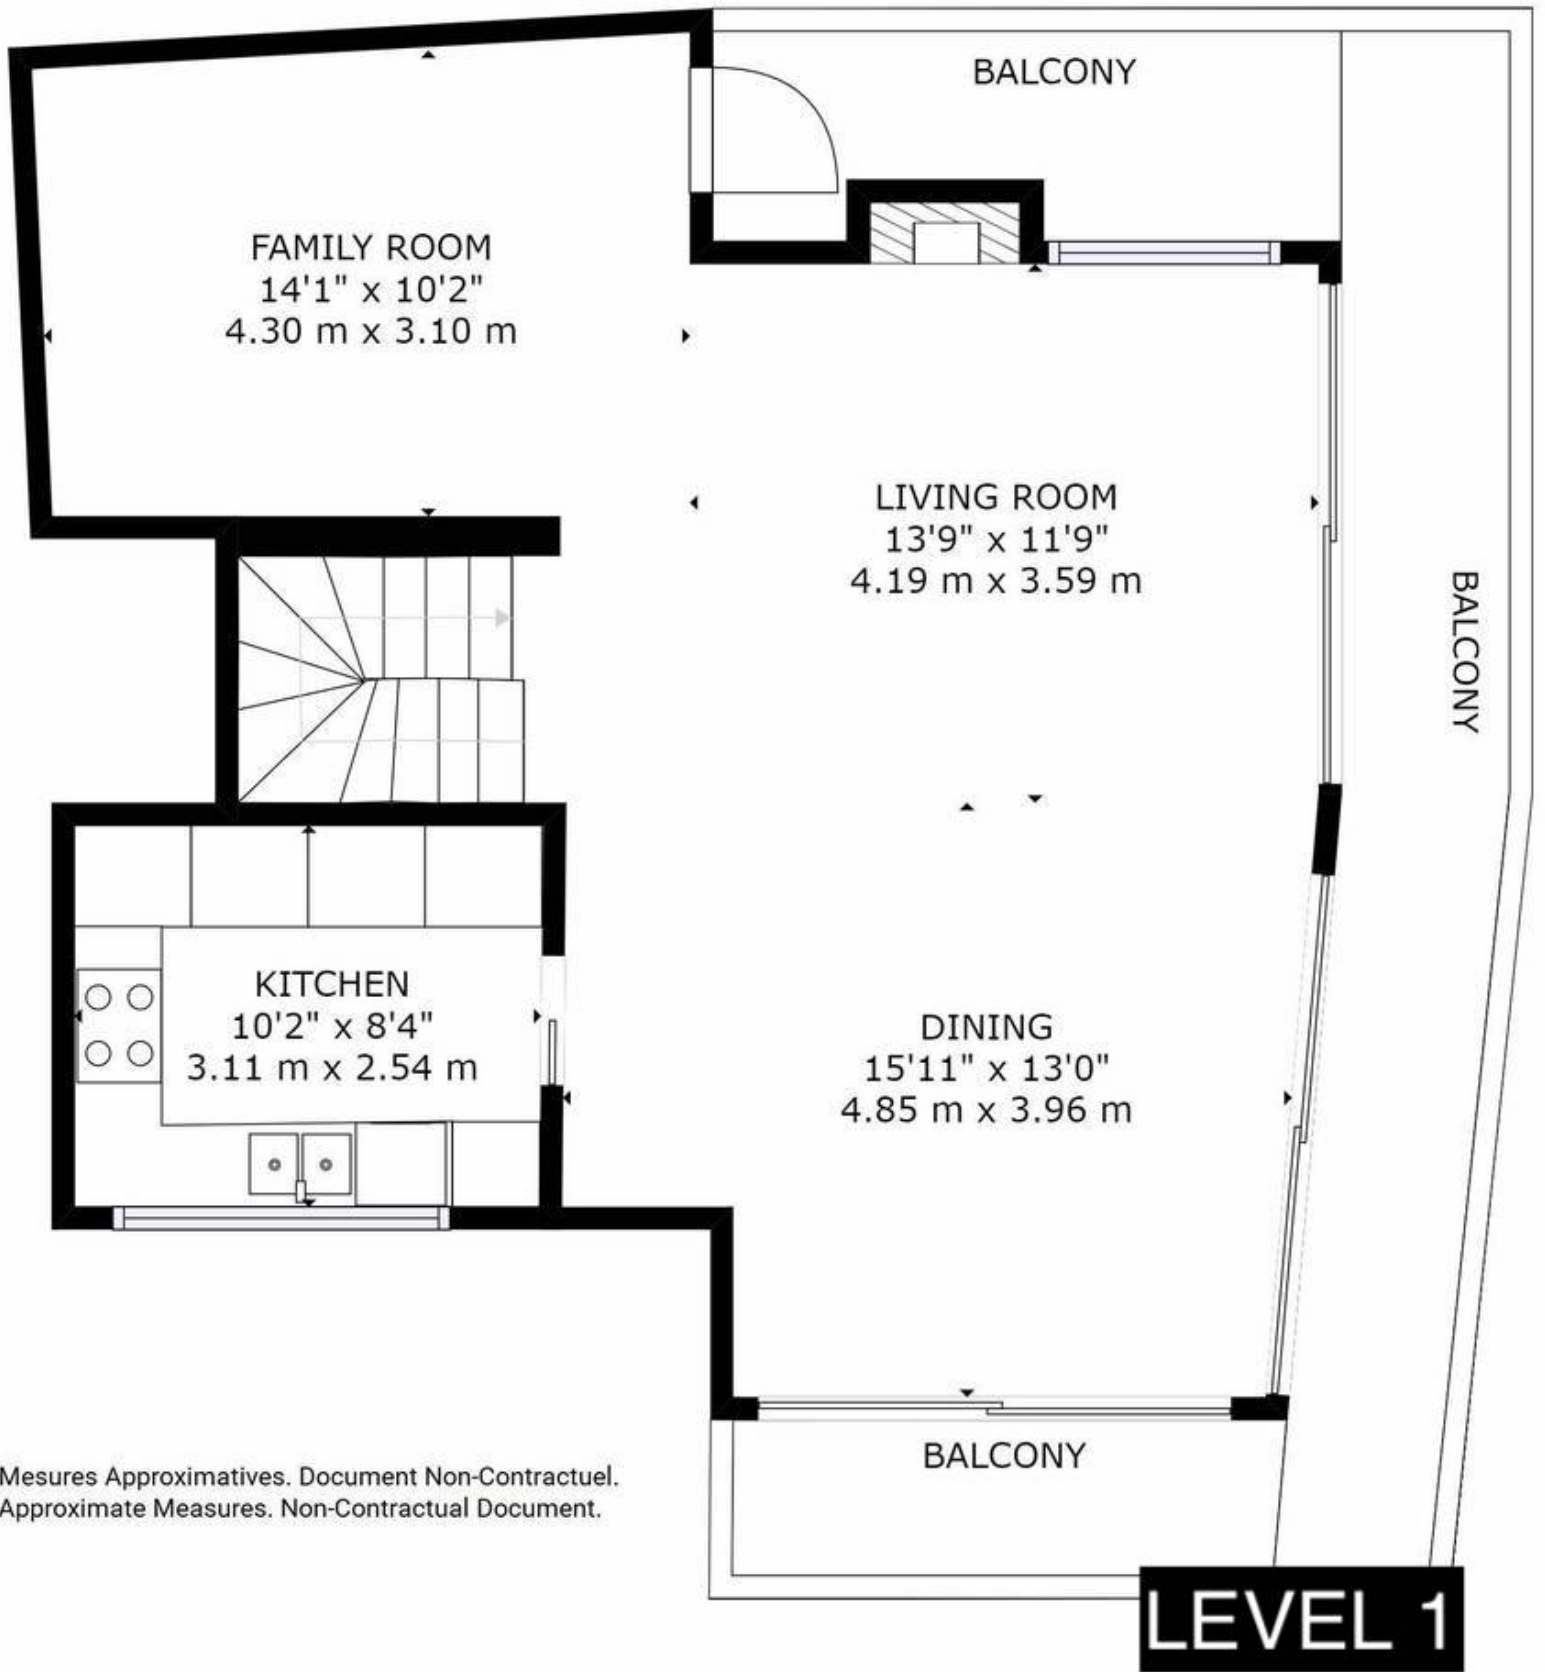 BALCONY
FAMILY ROOM
14'1" x 10'2"
4.30 m x 3.10 m
LIVING ROOM
13'9" x 11'9"
4.19 m x 3.59 m
BALCONY
KITCHEN
10'2" x 8'4"
3.11 m x 2.54 m
DINING
15'11" x 13'0"
4.85 m x 3.96 m
BALCONY
Mesures Approximatives. Document Non-Contractuel.
Approximate Measures. Non-Contractual Document.
LEVEL 1